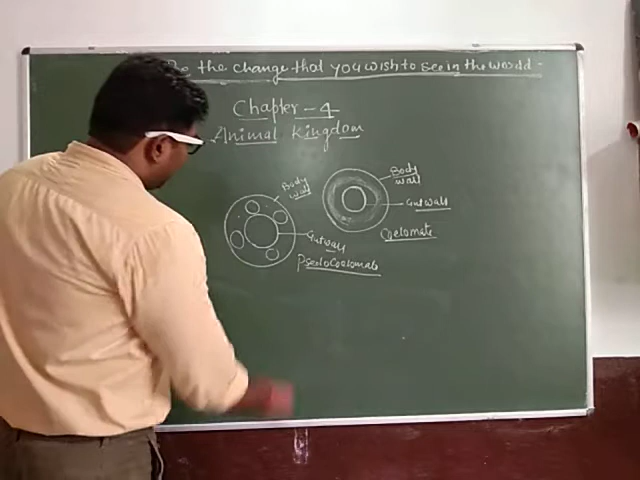 Be the change that you wish to see in the world -
Chapter - 4
Animal Kingdom
Body wall
Gut wall
Coelomate
Body wall
Gut wall
PseudoCoelomate